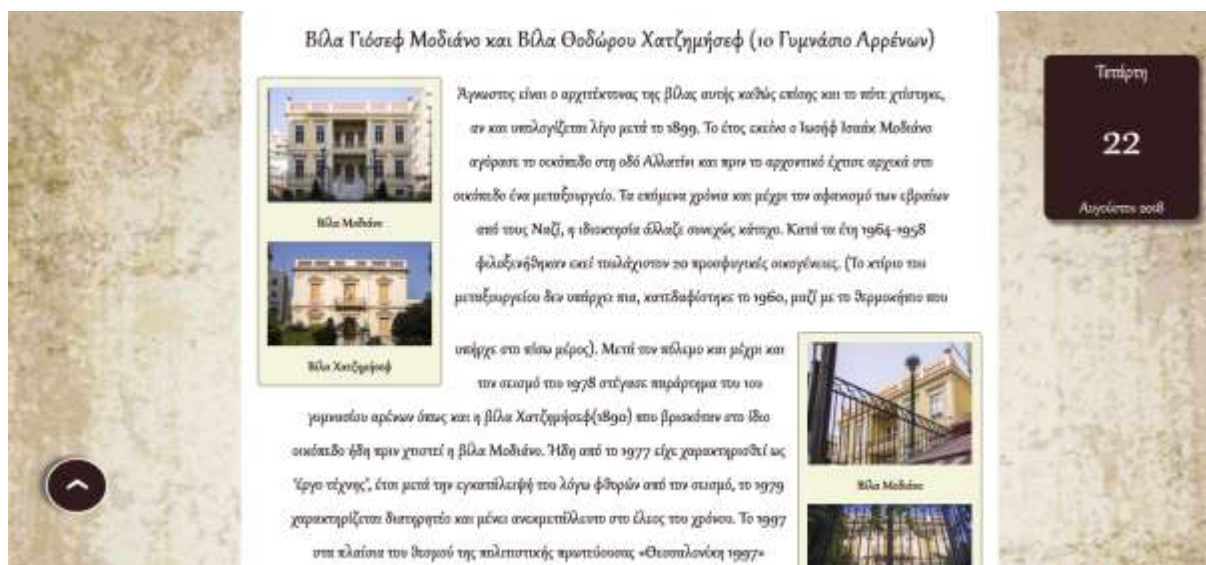 Βίλα Γιόσεφ Μοδιάνο και Βίλα Θοδώρου Χατζημήσεφ (10 Γυμνάσιο Αρρένων)
Άγνωστος είναι ο αρχιτέκτονας της βίλας αυτής καθώς επίσης και το πότε χτίστηκε,
αν και υπολογίζεται λίγο μετά το 1899. Το έτος εκείνο ο Ιωσήφ Ισαάκ Μοδιάνο
αγόρασε το οικόπεδο στη οδό Αλλατίνι και πριν το αρχοντικό έχτισε αρχικά στο
οικόπεδο ένα μεταξουργείο. Τα επόμενα χρόνια και μέχρι τον αφανισμό των εβραίων
από τους Ναζί, η ιδιοκτησία άλλαζε συνεχώς κάτοχο. Κατά τα έτη 1964-1958
φιλοξενήθηκαν εκεί τουλάχιστον 20 προσφυγικές οικογένειες. (Το κτίριο του
μεταξουργείου δεν υπάρχει πια, κατεδαφίστηκε το 1960, μαζί με το θερμοκήπιο που
υπήρχε στο πίσω μέρος). Μετά τον πόλεμο και μέχρι και
τον σεισμό του 1978 στέγασε παράρτημα του 1ου
γυμνασίου αρένων όπως και η βίλα Χατζημήσεφ(1890) που βρισκόταν στο ίδιο
οικόπεδο ήδη πριν χτιστεί η βίλα Μοδιάνο. Ήδη από το 1977 είχε χαρακτηρισθεί ως
'έργο τέχνης', έτσι μετά την εγκατάλειψή του λόγω φθορών από τον σεισμό, το 1979
χαρακτηρίζεται διατηρητέο και μένει ανεκμετάλλευτο στο έλεος του χρόνου. Το 1997
στα πλαίσια του θεσμού της πολιτιστικής πρωτεύουσας «Θεσσαλονίκη 1997»
Βίλα Μοδιάνο
Βίλα Χατζημήσεφ
Βίλα Μοδιάνο
Τετάρτη
22
Αυγούστου 2018